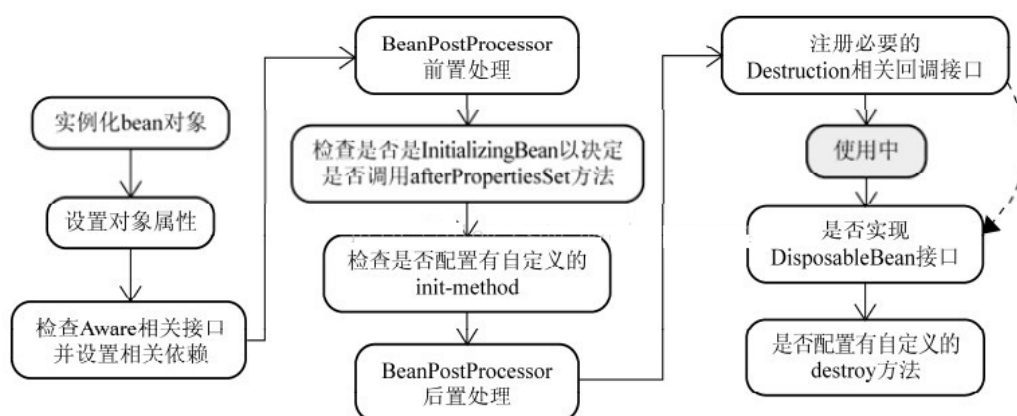 实例化bean对象
设置对象属性
检查Aware相关接口
并设置相关依赖
BeanPostProcessor
前置处理
检查是否是InitializingBean以决定
是否调用afterPropertiesSet方法
检查是否配置有自定义的
init-method
BeanPostProcessor
后置处理
注册必要的
Destruction相关回调接口
使用中
是否实现
DisposableBean接口
是否配置有自定义的
destroy方法